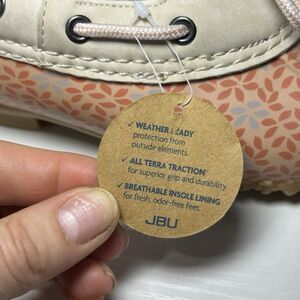 ✓ WEATHER READY
protection from
outside elements.
✓ ALL TERRA TRACTION™
for superior grip and durability.
✓ BREATHABLE INSOLE LINING
for fresh, odor-free feet.
JBU